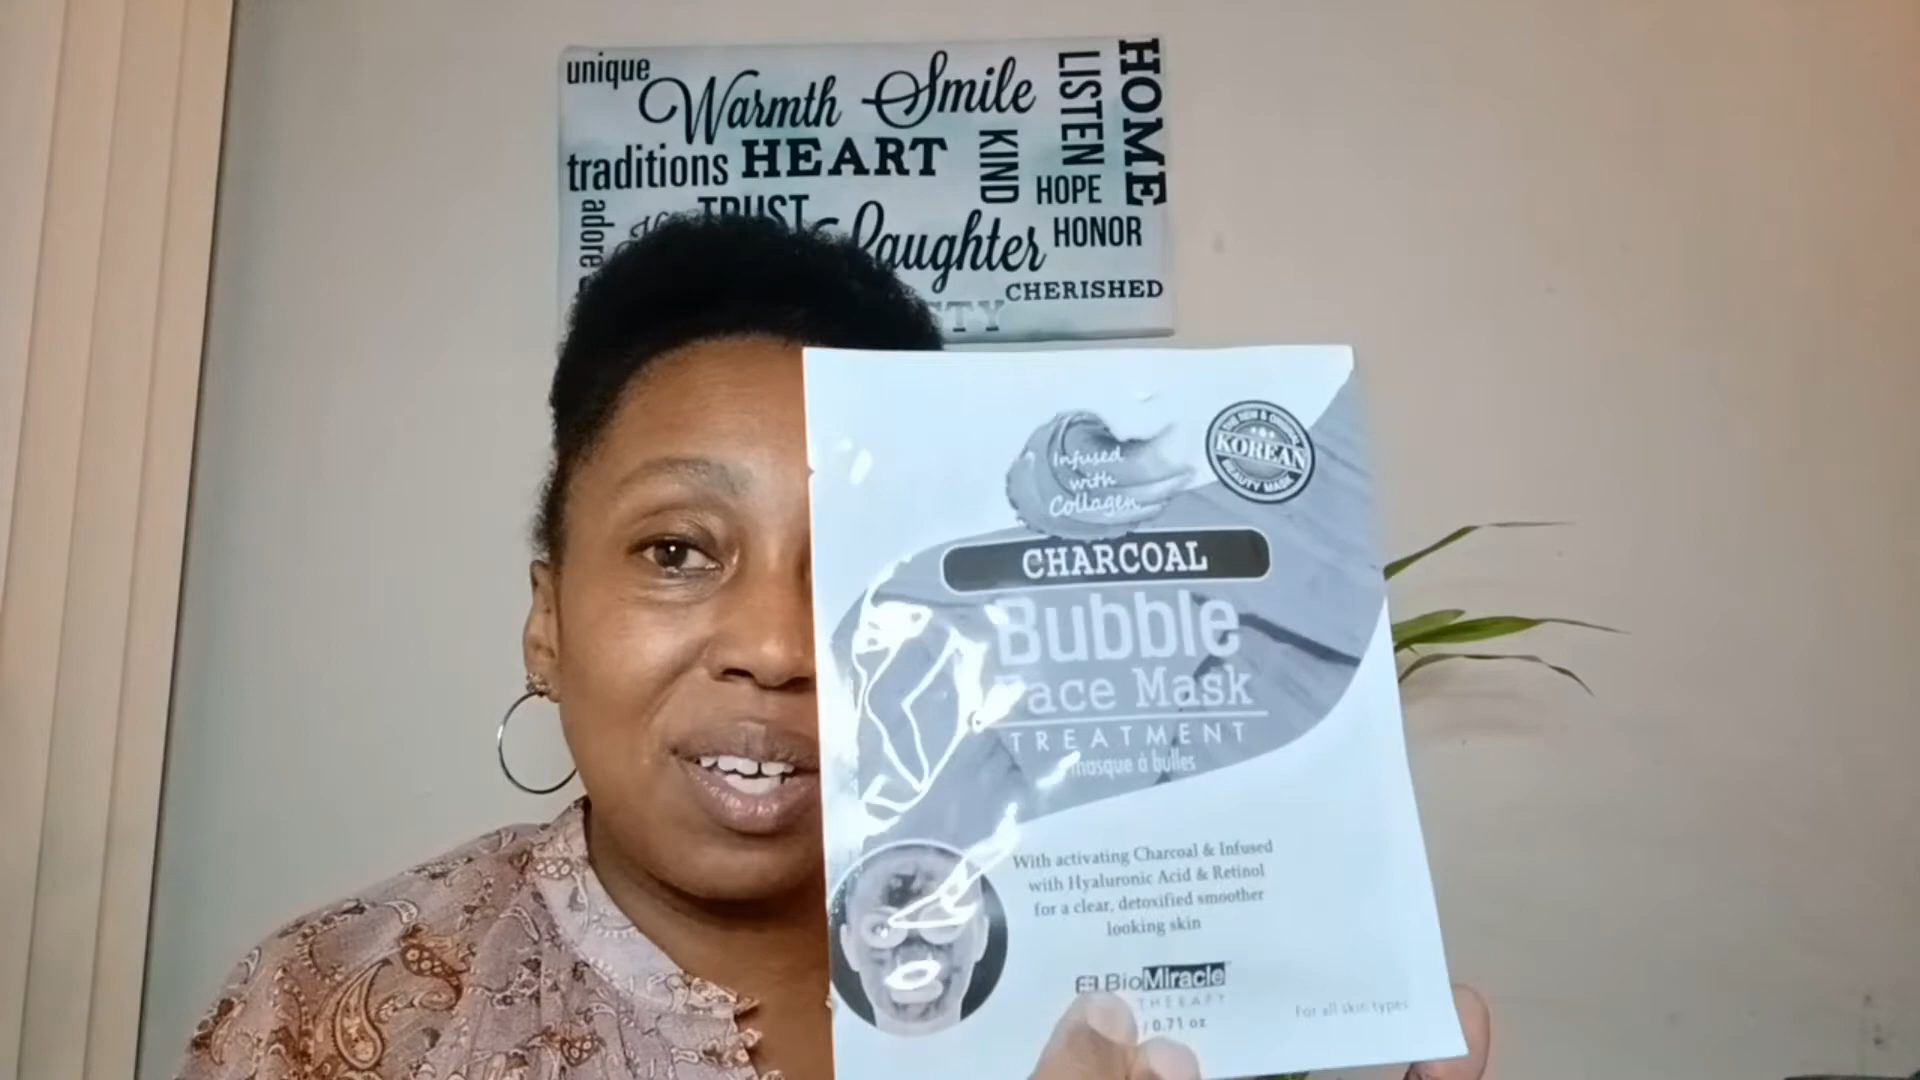 unique
Warmth Smile
LISTEN
HOME
traditions HEART
KIND
HOPE
adore
TRUST
Laughter HONOR
CHERISHED
Infused
with
Collagen
KOREAN
BEAUTY MASK
CHARCOAL
Bubble
Face Mask
TREATMENT
masque à bulles
With activating Charcoal & Infused
with Hyaluronic Acid & Retinol
for a clear, detoxified smoother
looking skin
BioMiracle
THERAPY
/ 0.71 oz
For all skin types